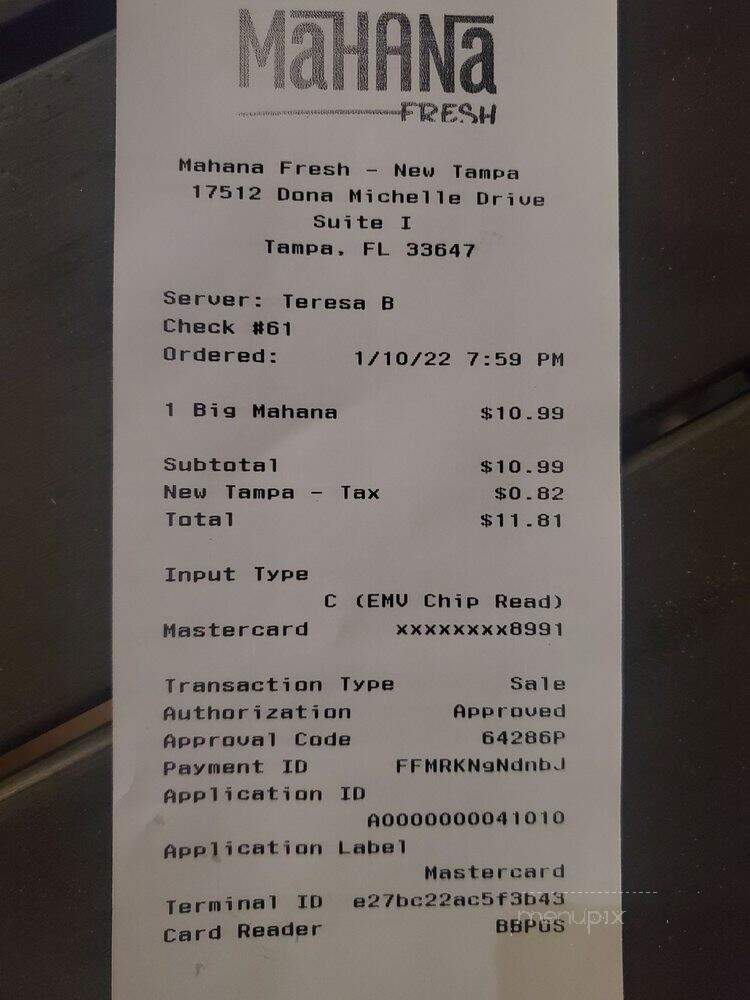 MaHANa
FRESH
Mahana Fresh - New Tampa
17512 Dona Michelle Drive
Suite I
Tampa, FL 33647
Server: Teresa B
Check #61
Ordered: 1/10/22 7:59 PM
1 Big Mahana $10.99
Subtotal $10.99
New Tampa - Tax $0.82
Total $11.81
Input Type
C (EMV Chip Read)
Mastercard xxxxxxxx8991
Transaction Type Sale
Authorization Approved
Approval Code 64286P
Payment ID FFMRKN9NdnbJ
Application ID
A0000000041010
Application Label
Mastercard
Terminal ID e27bc22ac5f3b43
Card Reader BBPOS
menupix